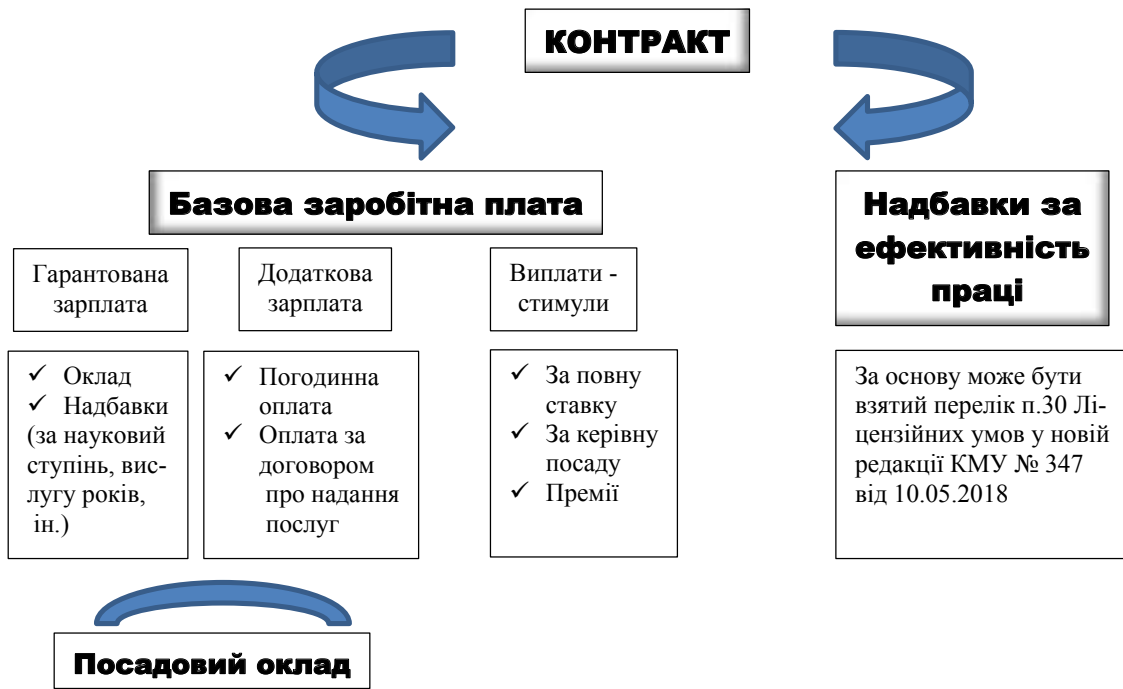 КОНТРАКТ
Базова заробітна плата
Надбавки за
ефективність
праці
Гарантована
зарплата
Додаткова
зарплата
Виплати -
стимули
✓ Оклад
✓ Надбавки
(за науковий
ступінь, вис-
лугу років,
ін.)
✓ Погодинна
оплата
✓ Оплата за
договором
про надання
послуг
✓ За повну
ставку
✓ За керівну
посаду
✓ Премії
За основу може бути
взятий перелік п.30 Лі-
цензійних умов у новій
редакції КМУ № 347
від 10.05.2018
Посадовий оклад